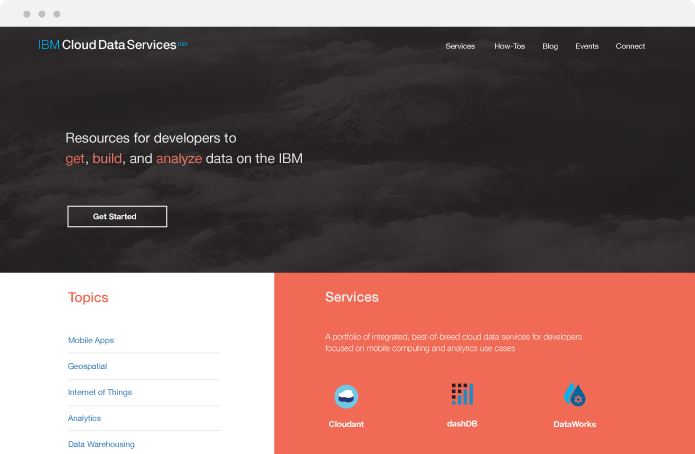 IBM Cloud Data Services DEV
Services How-Tos Blog Events Connect
Resources for developers to
get, build, and analyze data on the IBM
Get Started
Topics
Mobile Apps
Geospatial
Internet of Things
Analytics
Data Warehousing
Services
A portfolio of integrated, best-of-breed cloud data services for developers
focused on mobile computing and analytics use cases
Cloudant
dashDB
DataWorks